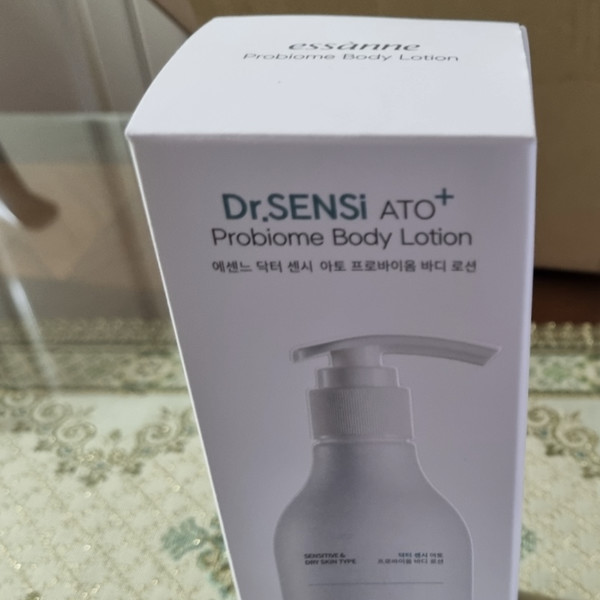 essànne
Probiome Body Lotion
Dr.SENSi ATO+
Probiome Body Lotion
에센느 닥터 센시 아토 프로바이옴 바디 로션
SENSITIVE &
DRY SKIN TYPE
닥터 센시 아토
프로바이옴 바디 로션